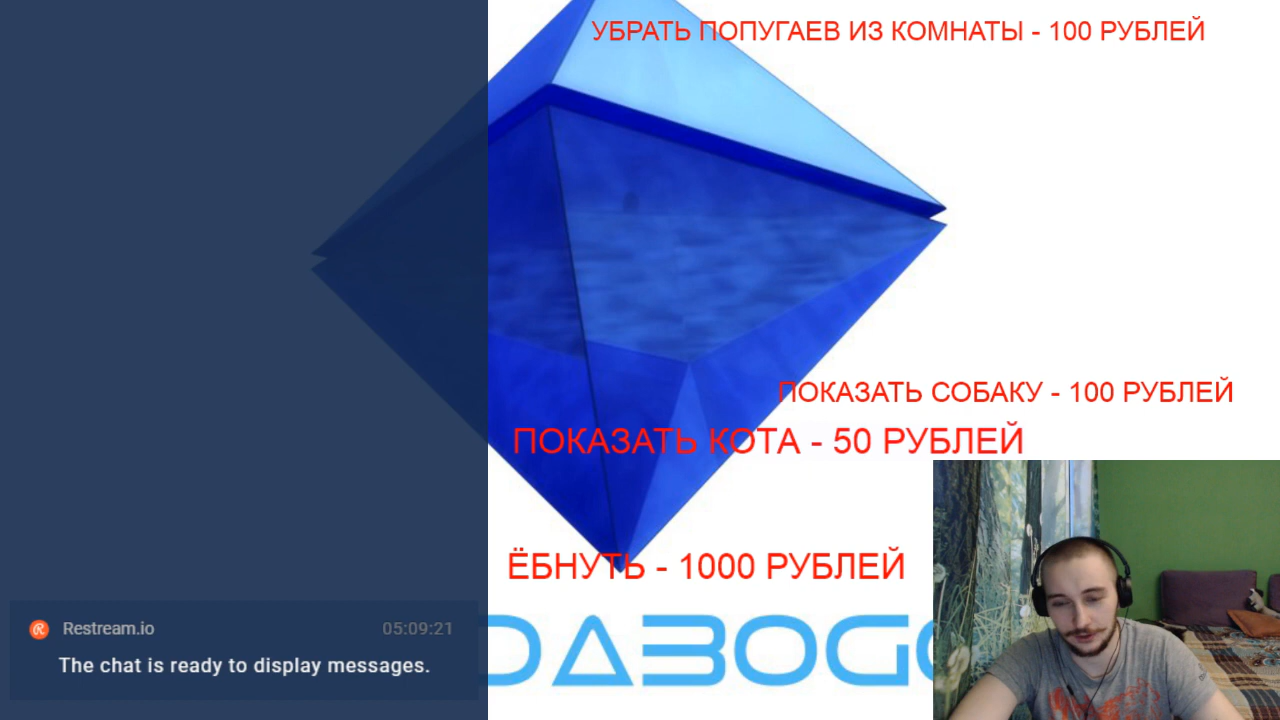 УБРАТЬ ПОПУГАЕВ ИЗ КОМНАТЫ - 100 РУБЛЕЙ
ПОКАЗАТЬ СОБАКУ - 100 РУБЛЕЙ
ПОКАЗАТЬ КОТА - 50 РУБЛЕЙ
ЁБНУТЬ - 1000 РУБЛЕЙ
Restream.io 05:09:21
The chat is ready to display messages.